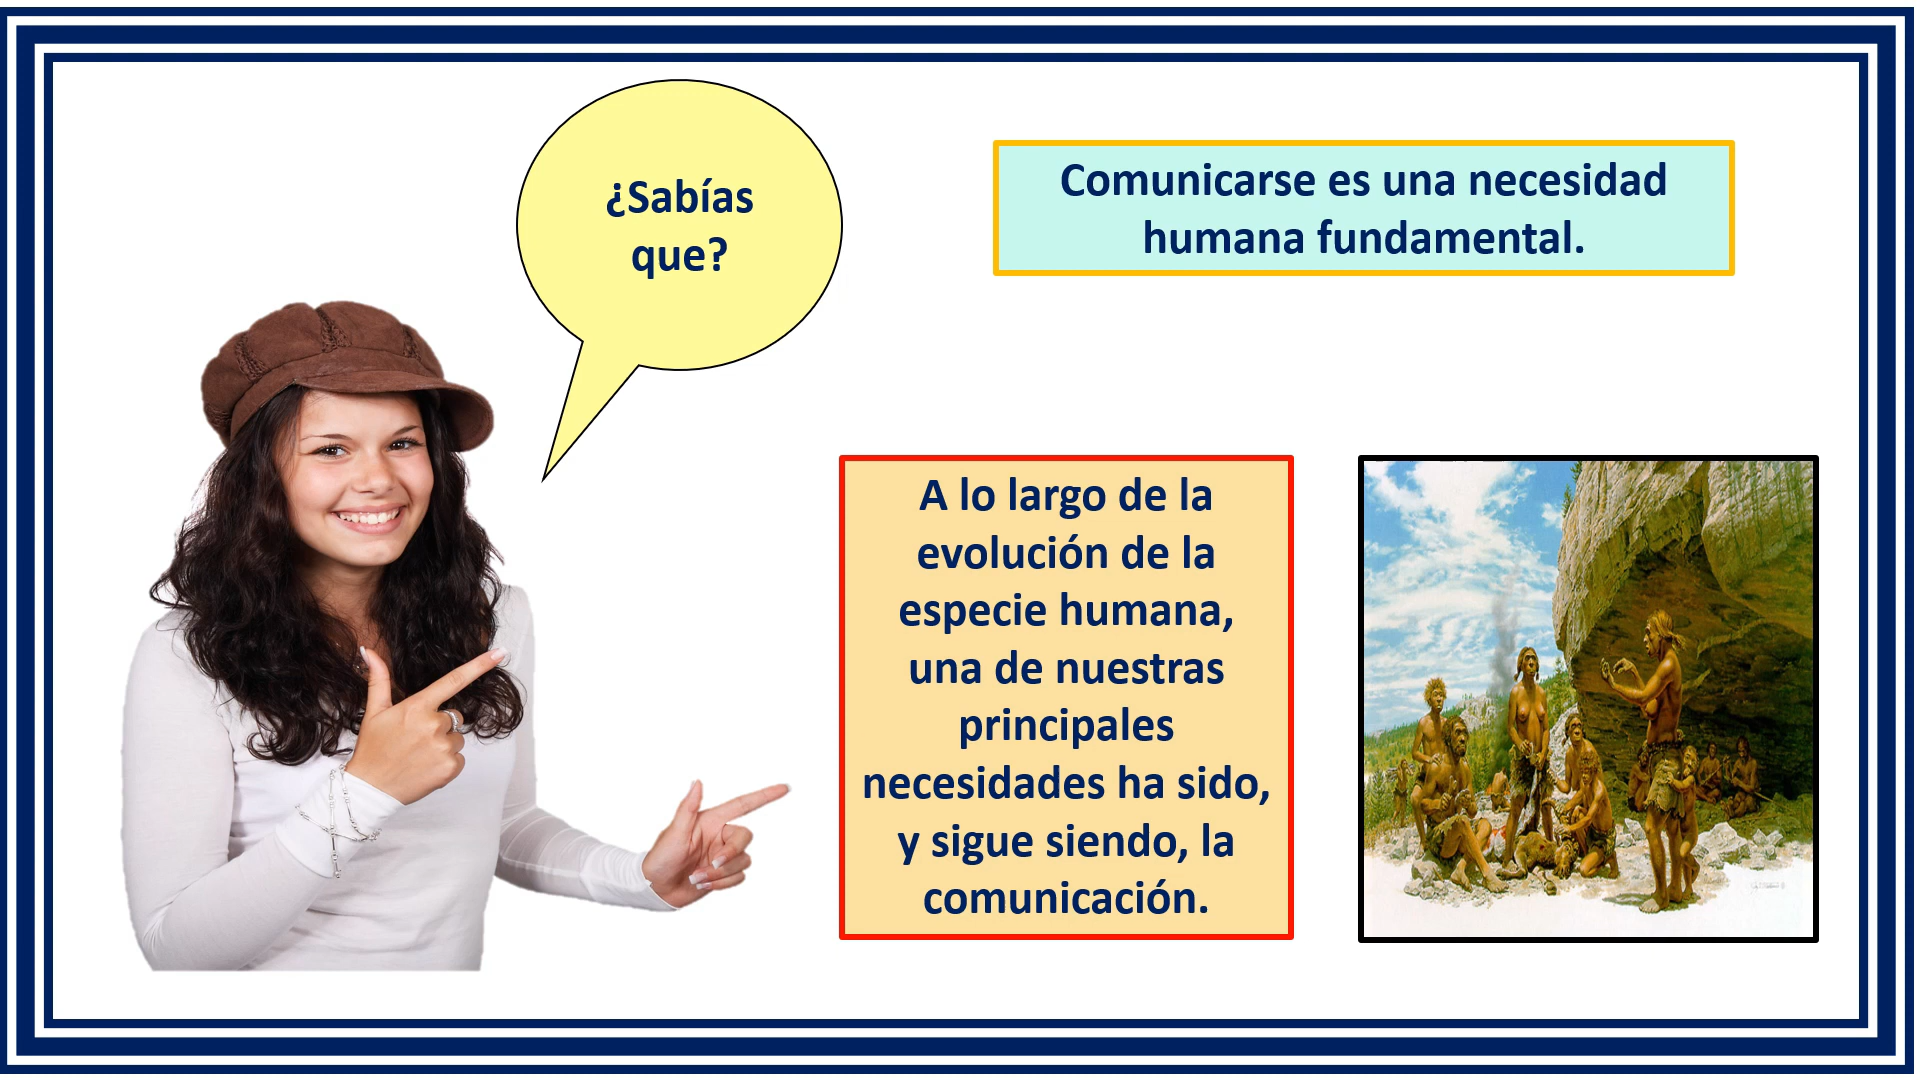 ¿Sabías
que?
Comunicarse es una necesidad
humana fundamental.
A lo largo de la
evolución de la
especie humana,
una de nuestras
principales
necesidades ha sido,
y sigue siendo, la
comunicación.